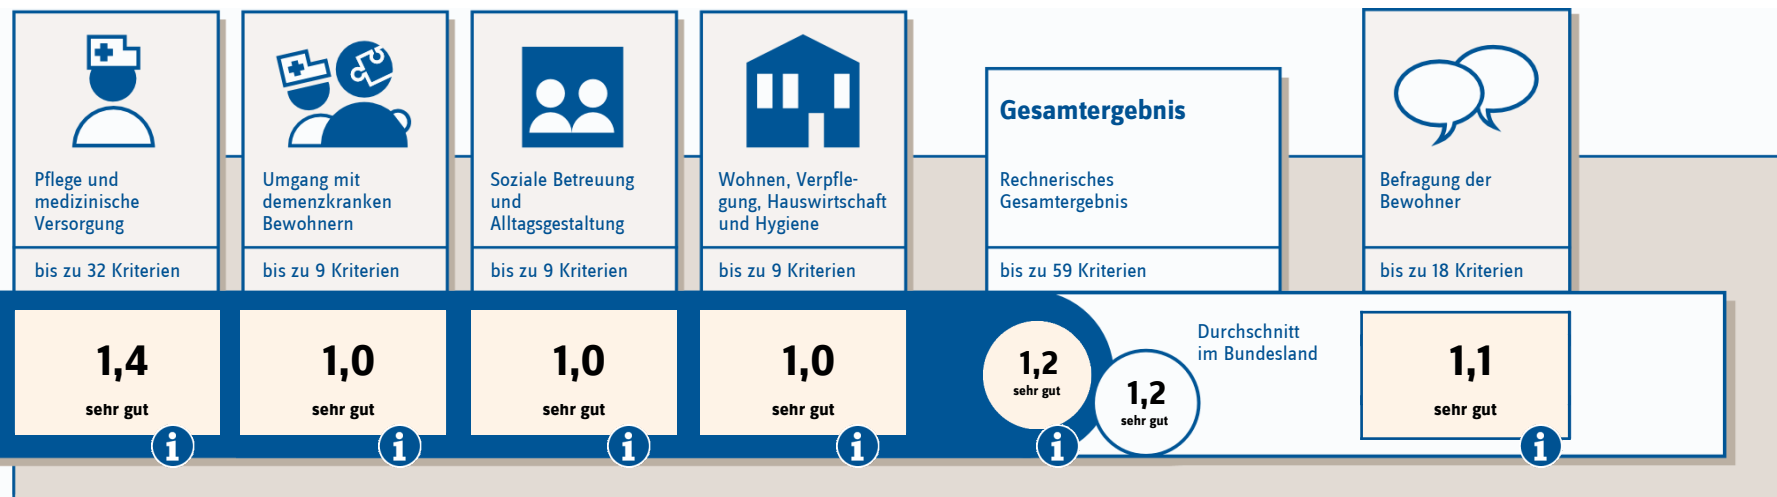 Pflege und
medizinische
Versorgung
bis zu 32 Kriterien
1,4
sehr gut
Umgang mit
demenzkranken
Bewohnern
bis zu 9 Kriterien
1,0
sehr gut
Soziale Betreuung
und
Alltagsgestaltung
bis zu 9 Kriterien
1,0
sehr gut
Wohnen, Verpfle-
gung, Hauswirtschaft
und Hygiene
bis zu 9 Kriterien
1,0
sehr gut
Gesamtergebnis
Rechnerisches
Gesamtergebnis
bis zu 59 Kriterien
1,2
sehr gut
1,2
sehr gut
Durchschnitt
im Bundesland
Befragung der
Bewohner
bis zu 18 Kriterien
1,1
sehr gut